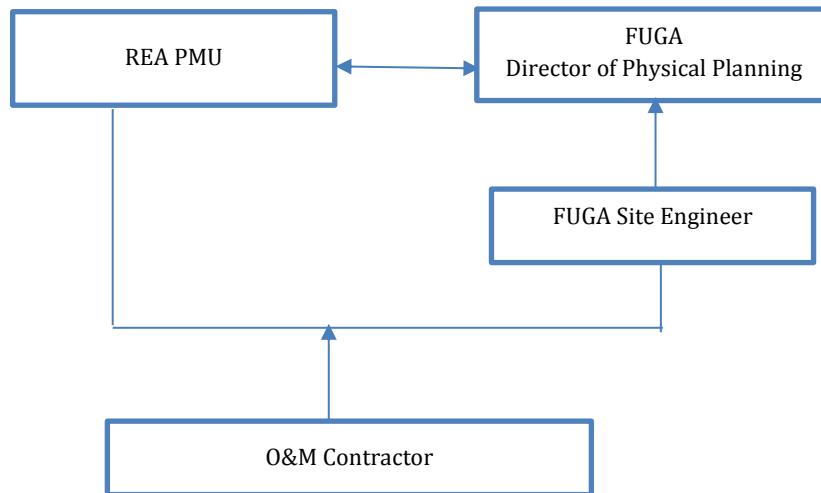 REA PMU
FUGA
Director of Physical Planning
FUGA Site Engineer
O&M Contractor